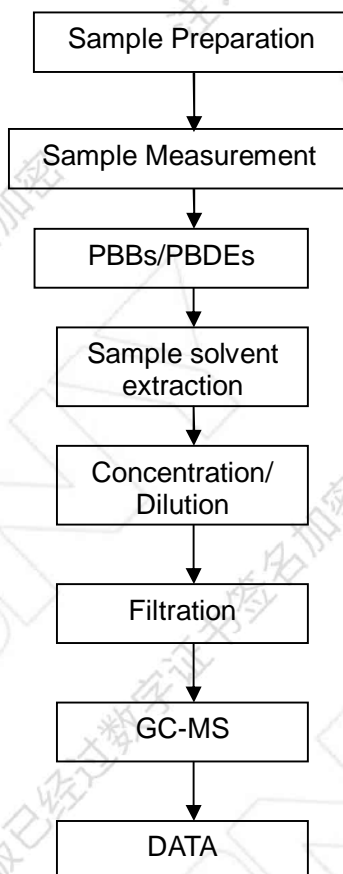 Sample Preparation
Sample Measurement
PBBs/PBDEs
Sample solvent
extraction
Concentration/
Dilution
Filtration
GC-MS
DATA